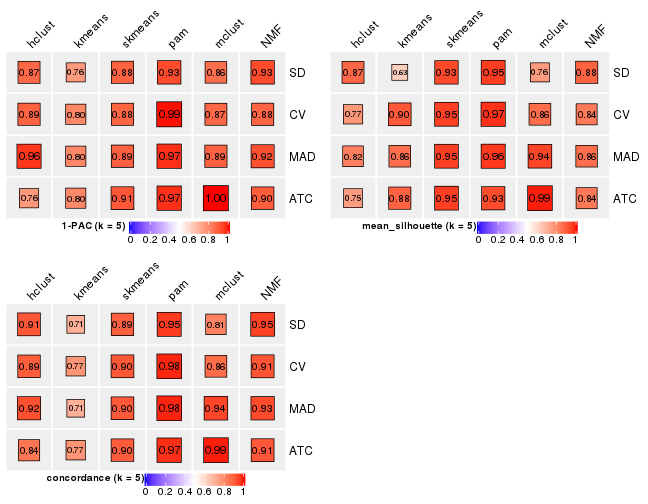 hclust kmeans skmeans pam mclust NMF
0.87 0.76 0.88 0.93 0.86 0.93 SD
0.89 0.80 0.88 0.99 0.87 0.88 CV
0.96 0.80 0.89 0.97 0.89 0.92 MAD
0.76 0.80 0.91 0.97 1.00 0.90 ATC
1-PAC (k = 5)
0 0.2 0.4 0.6 0.8 1
hclust kmeans skmeans pam mclust NMF
0.87 0.63 0.93 0.95 0.76 0.88 SD
0.77 0.90 0.95 0.97 0.86 0.84 CV
0.82 0.86 0.95 0.96 0.94 0.86 MAD
0.75 0.88 0.95 0.93 0.99 0.84 ATC
mean_silhouette (k = 5)
0 0.2 0.4 0.6 0.8 1
hclust kmeans skmeans pam mclust NMF
0.91 0.71 0.89 0.95 0.81 0.95 SD
0.89 0.77 0.90 0.98 0.86 0.91 CV
0.92 0.71 0.90 0.98 0.94 0.93 MAD
0.84 0.77 0.90 0.97 0.99 0.91 ATC
concordance (k = 5)
0 0.2 0.4 0.6 0.8 1